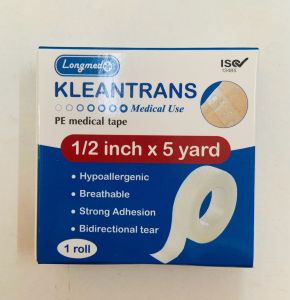 Longmed
ISO
13485
KLEANTRANS
Medical Use
PE medical tape
1/2 inch x 5 yard
• Hypoallergenic
• Breathable
• Strong Adhesion
• Bidirectional tear
1 roll